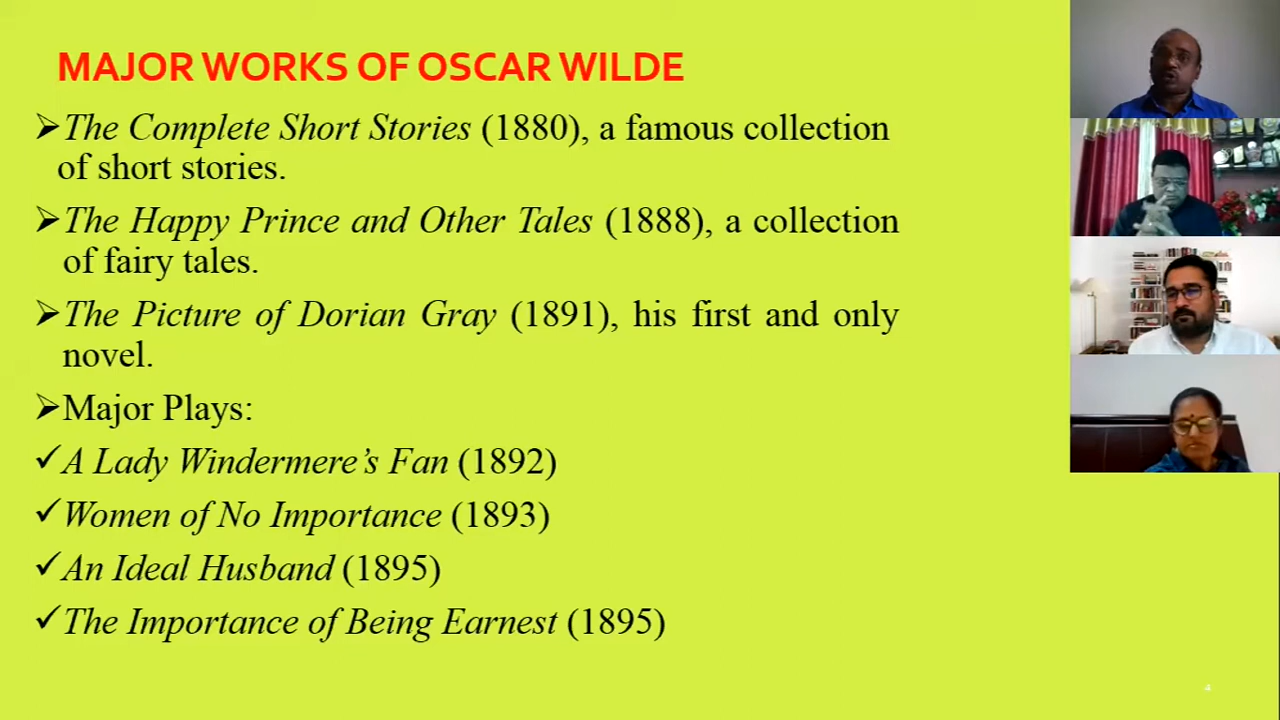 MAJOR WORKS OF OSCAR WILDE
➢The Complete Short Stories (1880), a famous collection
of short stories.
➢The Happy Prince and Other Tales (1888), a collection
of fairy tales.
➢The Picture of Dorian Gray (1891), his first and only
novel.
➢Major Plays:
✓A Lady Windermere’s Fan (1892)
✓Women of No Importance (1893)
✓An Ideal Husband (1895)
✓The Importance of Being Earnest (1895)
4